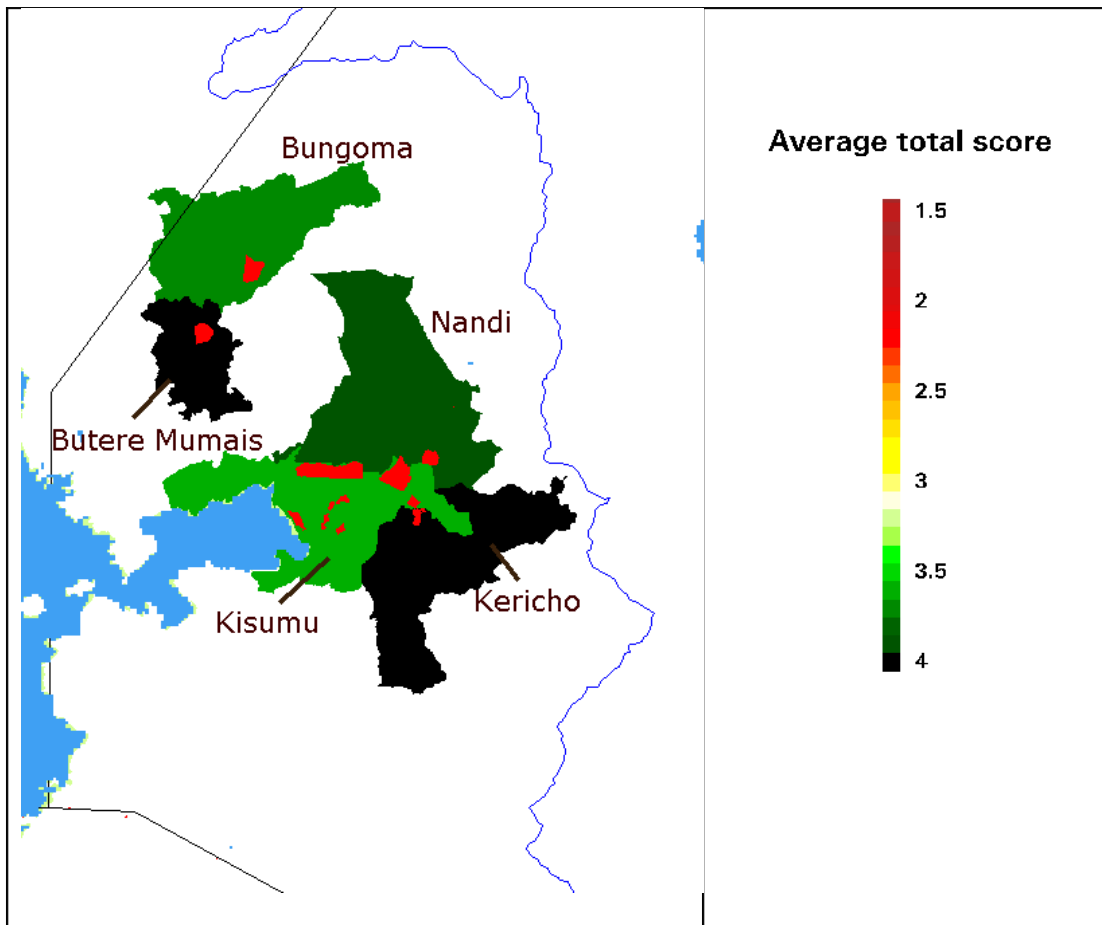 Bungoma
Average total score
1.5
2
2.5
3
3.5
4
Nandi
Butere Mumais
Kericho
Kisumu